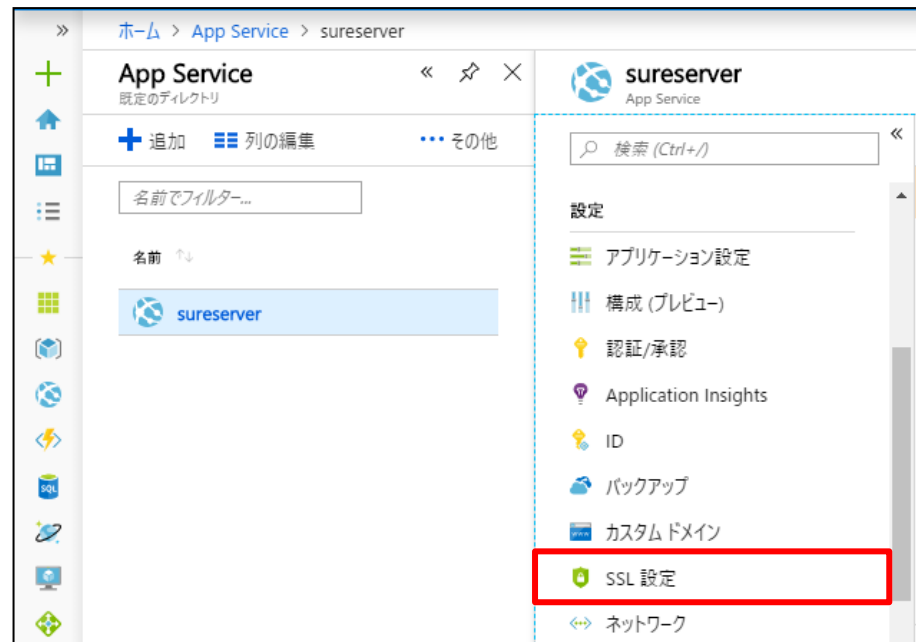 ホーム > App Service > sureserver
App Service
既定のディレクトリ
追加
列の編集
その他
名前でフィルター...
名前
sureserver
sureserver
App Service
検索 (Ctrl+/)
設定
アプリケーション設定
構成 (プレビュー)
認証/承認
Application Insights
ID
バックアップ
カスタム ドメイン
SSL 設定
ネットワーク
SQL
www